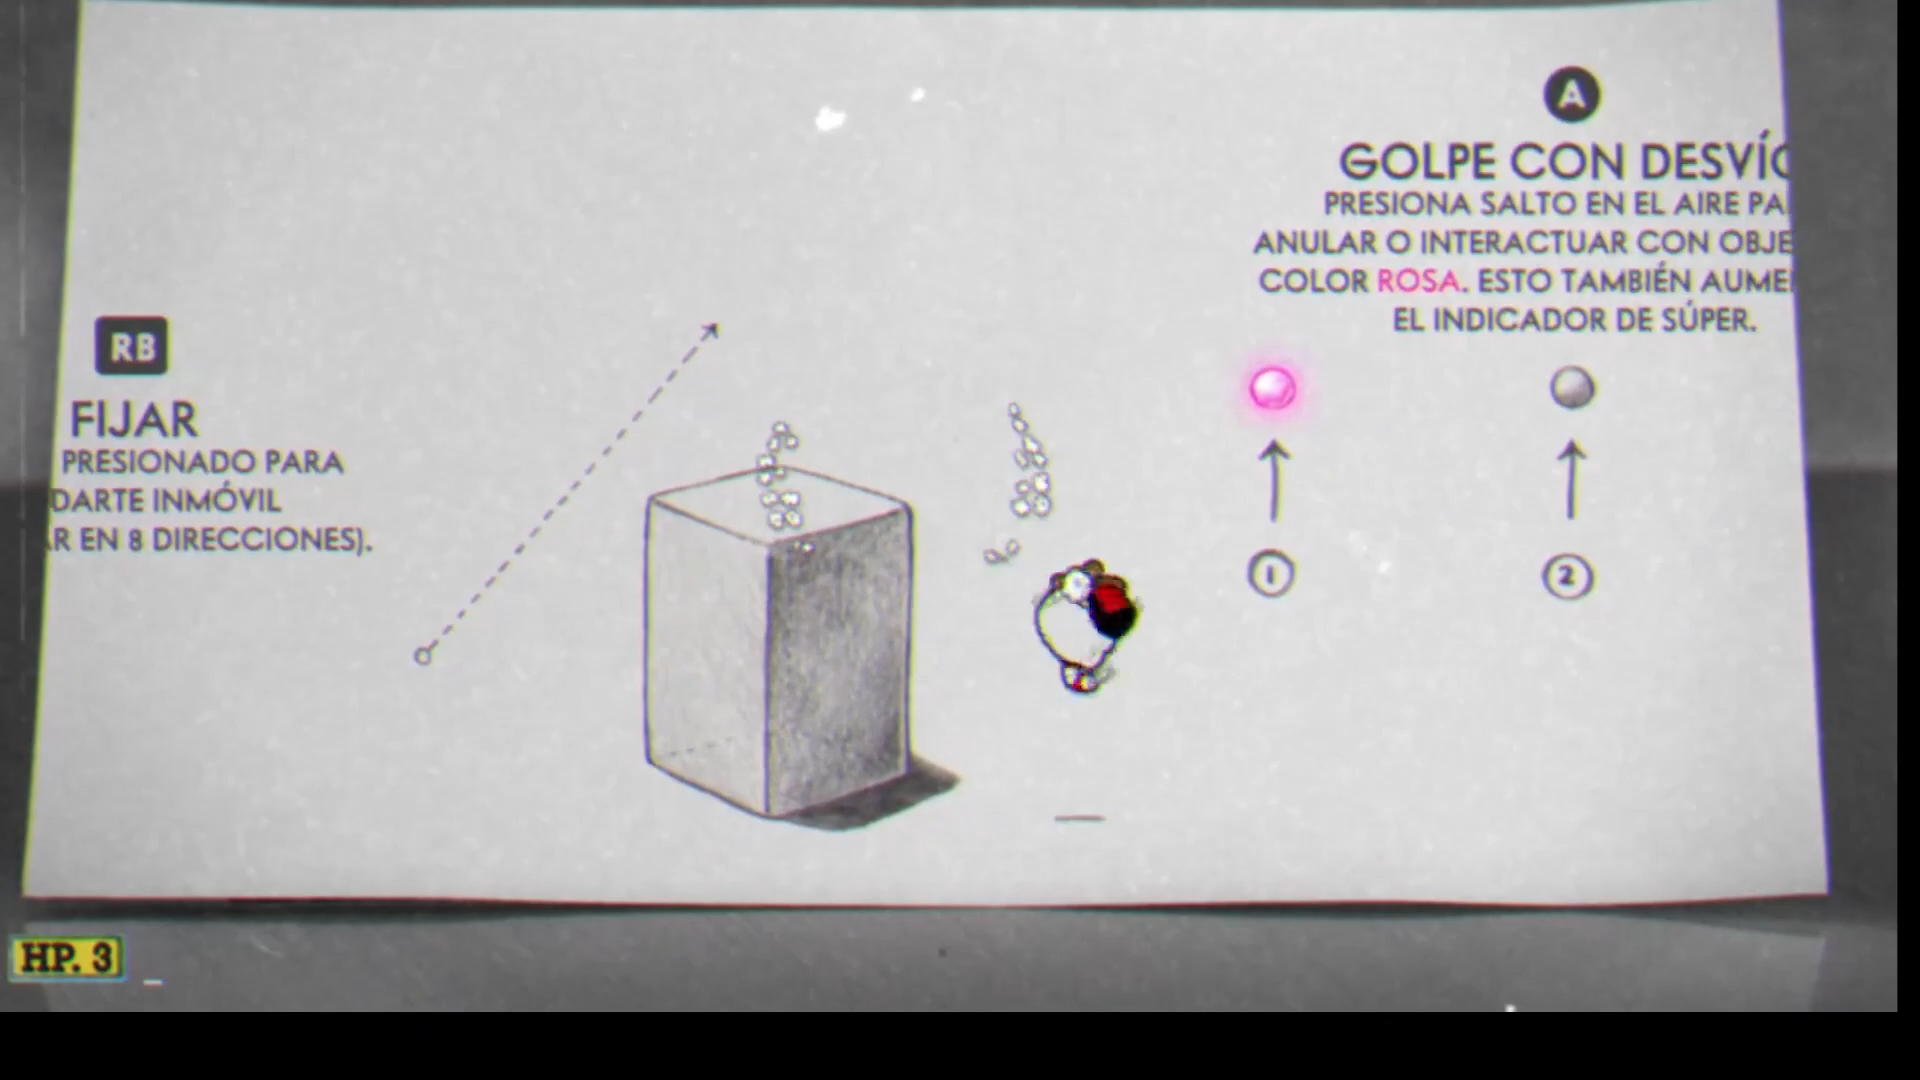 RB
FIJAR
PRESIONADO PARA
DARTE INMÓVIL
R EN 8 DIRECCIONES).
A
GOLPE CON DESVÍO
PRESIONA SALTO EN EL AIRE PA
ANULAR O INTERACTUAR CON OBJE
COLOR ROSA. ESTO TAMBIÉN AUME
EL INDICADOR DE SÚPER.
1
2
HP. 3